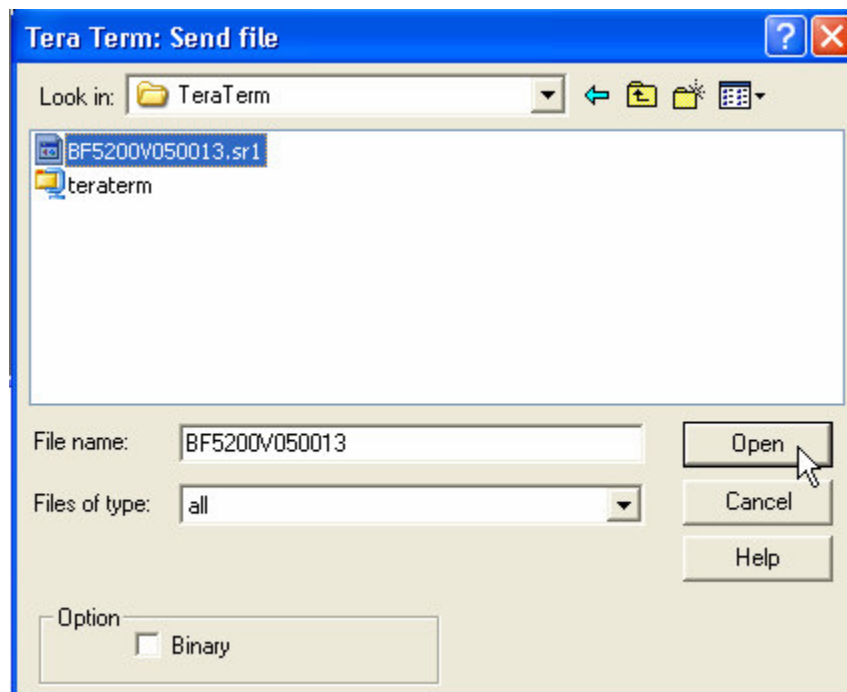 Tera Term: Send file
Look in: TeraTerm
BF5200V050013.sr1
teraterm
File name: BF5200V050013 Open
Files of type: all Cancel
Help
Option
Binary